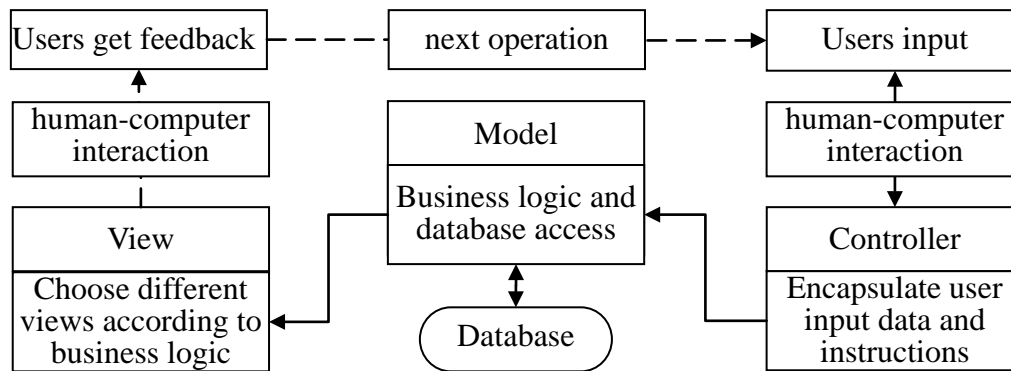 Users get feedback
next operation
Users input
human-computer
interaction
Model
human-computer
interaction
Business logic and
database access
View
Controller
Choose different
views according to
business logic
Encapsulate user
input data and
instructions
Database